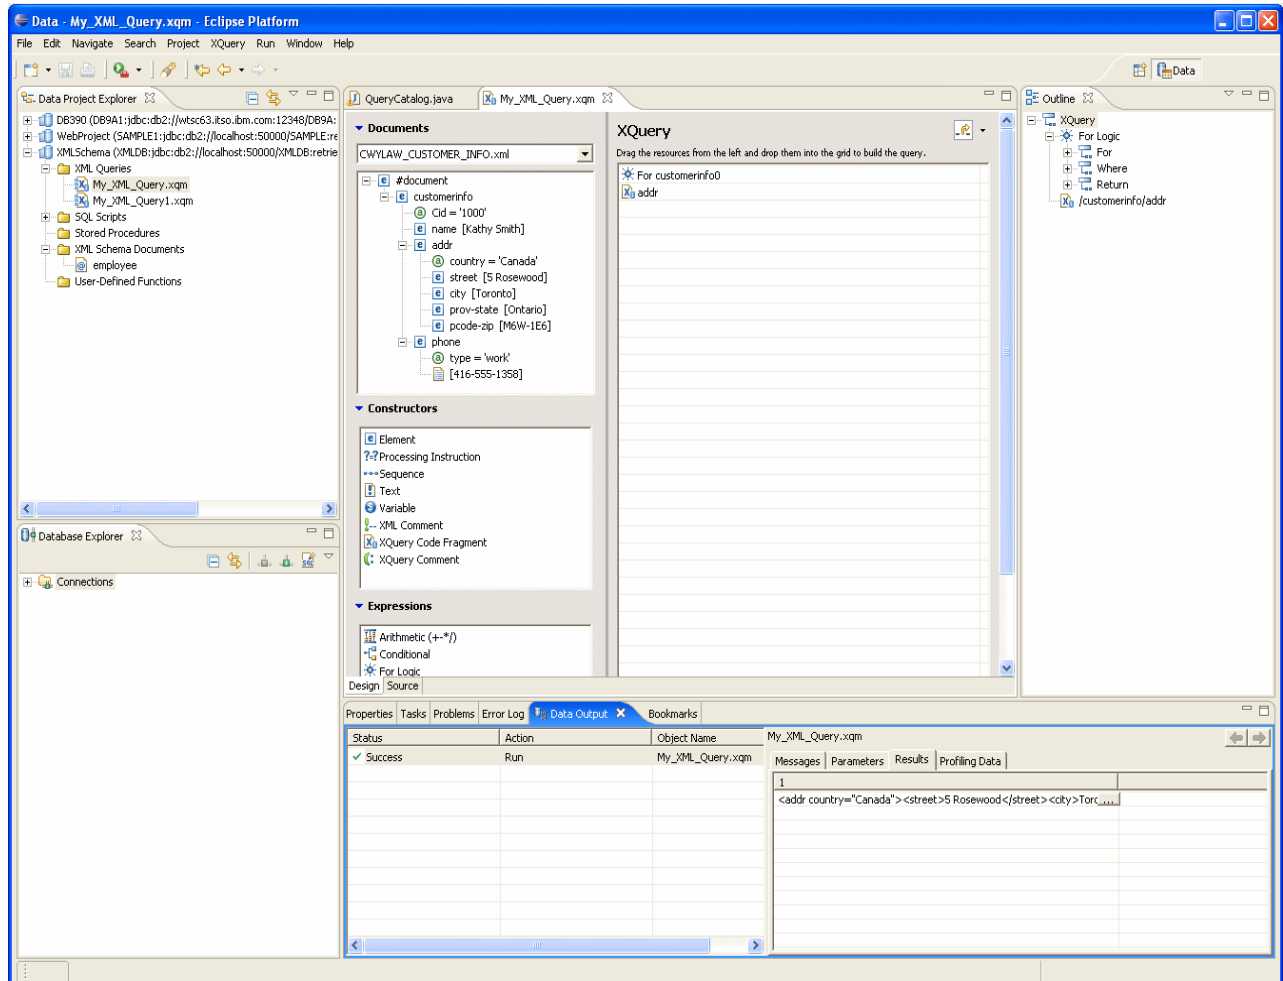 Data - My_XML_Query.xqm - Eclipse Platform
File Edit Navigate Search Project XQuery Run Window Help
Data
Data Project Explorer
DB390 (DB9A1:jdbc:db2://wtsc63.itso.ibm.com:12348/DB9A:
WebProject (SAMPLE1:jdbc:db2://localhost:50000/SAMPLE:re
XMLSchema (XMLDB:jdbc:db2://localhost:50000/XMLDB:retrie
XML Queries
My_XML_Query.xqm
My_XML_Query1.xqm
SQL Scripts
Stored Procedures
XML Schema Documents
employee
User-Defined Functions
Database Explorer
Connections
QueryCatalog.java
My_XML_Query.xqm
Documents
CWYLAW_CUSTOMER_INFO.xml
#document
customerinfo
Cid = '1000'
name [Kathy Smith]
addr
country = 'Canada'
street [5 Rosewood]
city [Toronto]
prov-state [Ontario]
pcode-zip [M6W-1E6]
phone
type = 'work'
[416-555-1358]
Constructors
Element
Processing Instruction
Sequence
Text
Variable
XML Comment
XQuery Code Fragment
XQuery Comment
Expressions
Arithmetic (+-*/)
Conditional
For Logic
Design Source
XQuery
Drag the resources from the left and drop them into the grid to build the query.
For customerinfo0
addr
Outline
XQuery
For Logic
For
Where
Return
/customerinfo/addr
Properties Tasks Problems Error Log Data Output Bookmarks
Status Action Object Name
Success Run My_XML_Query.xqm
My_XML_Query.xqm
Messages Parameters Results Profiling Data
1
<addr country="Canada"><street>5 Rosewood</street><city>Torc ...